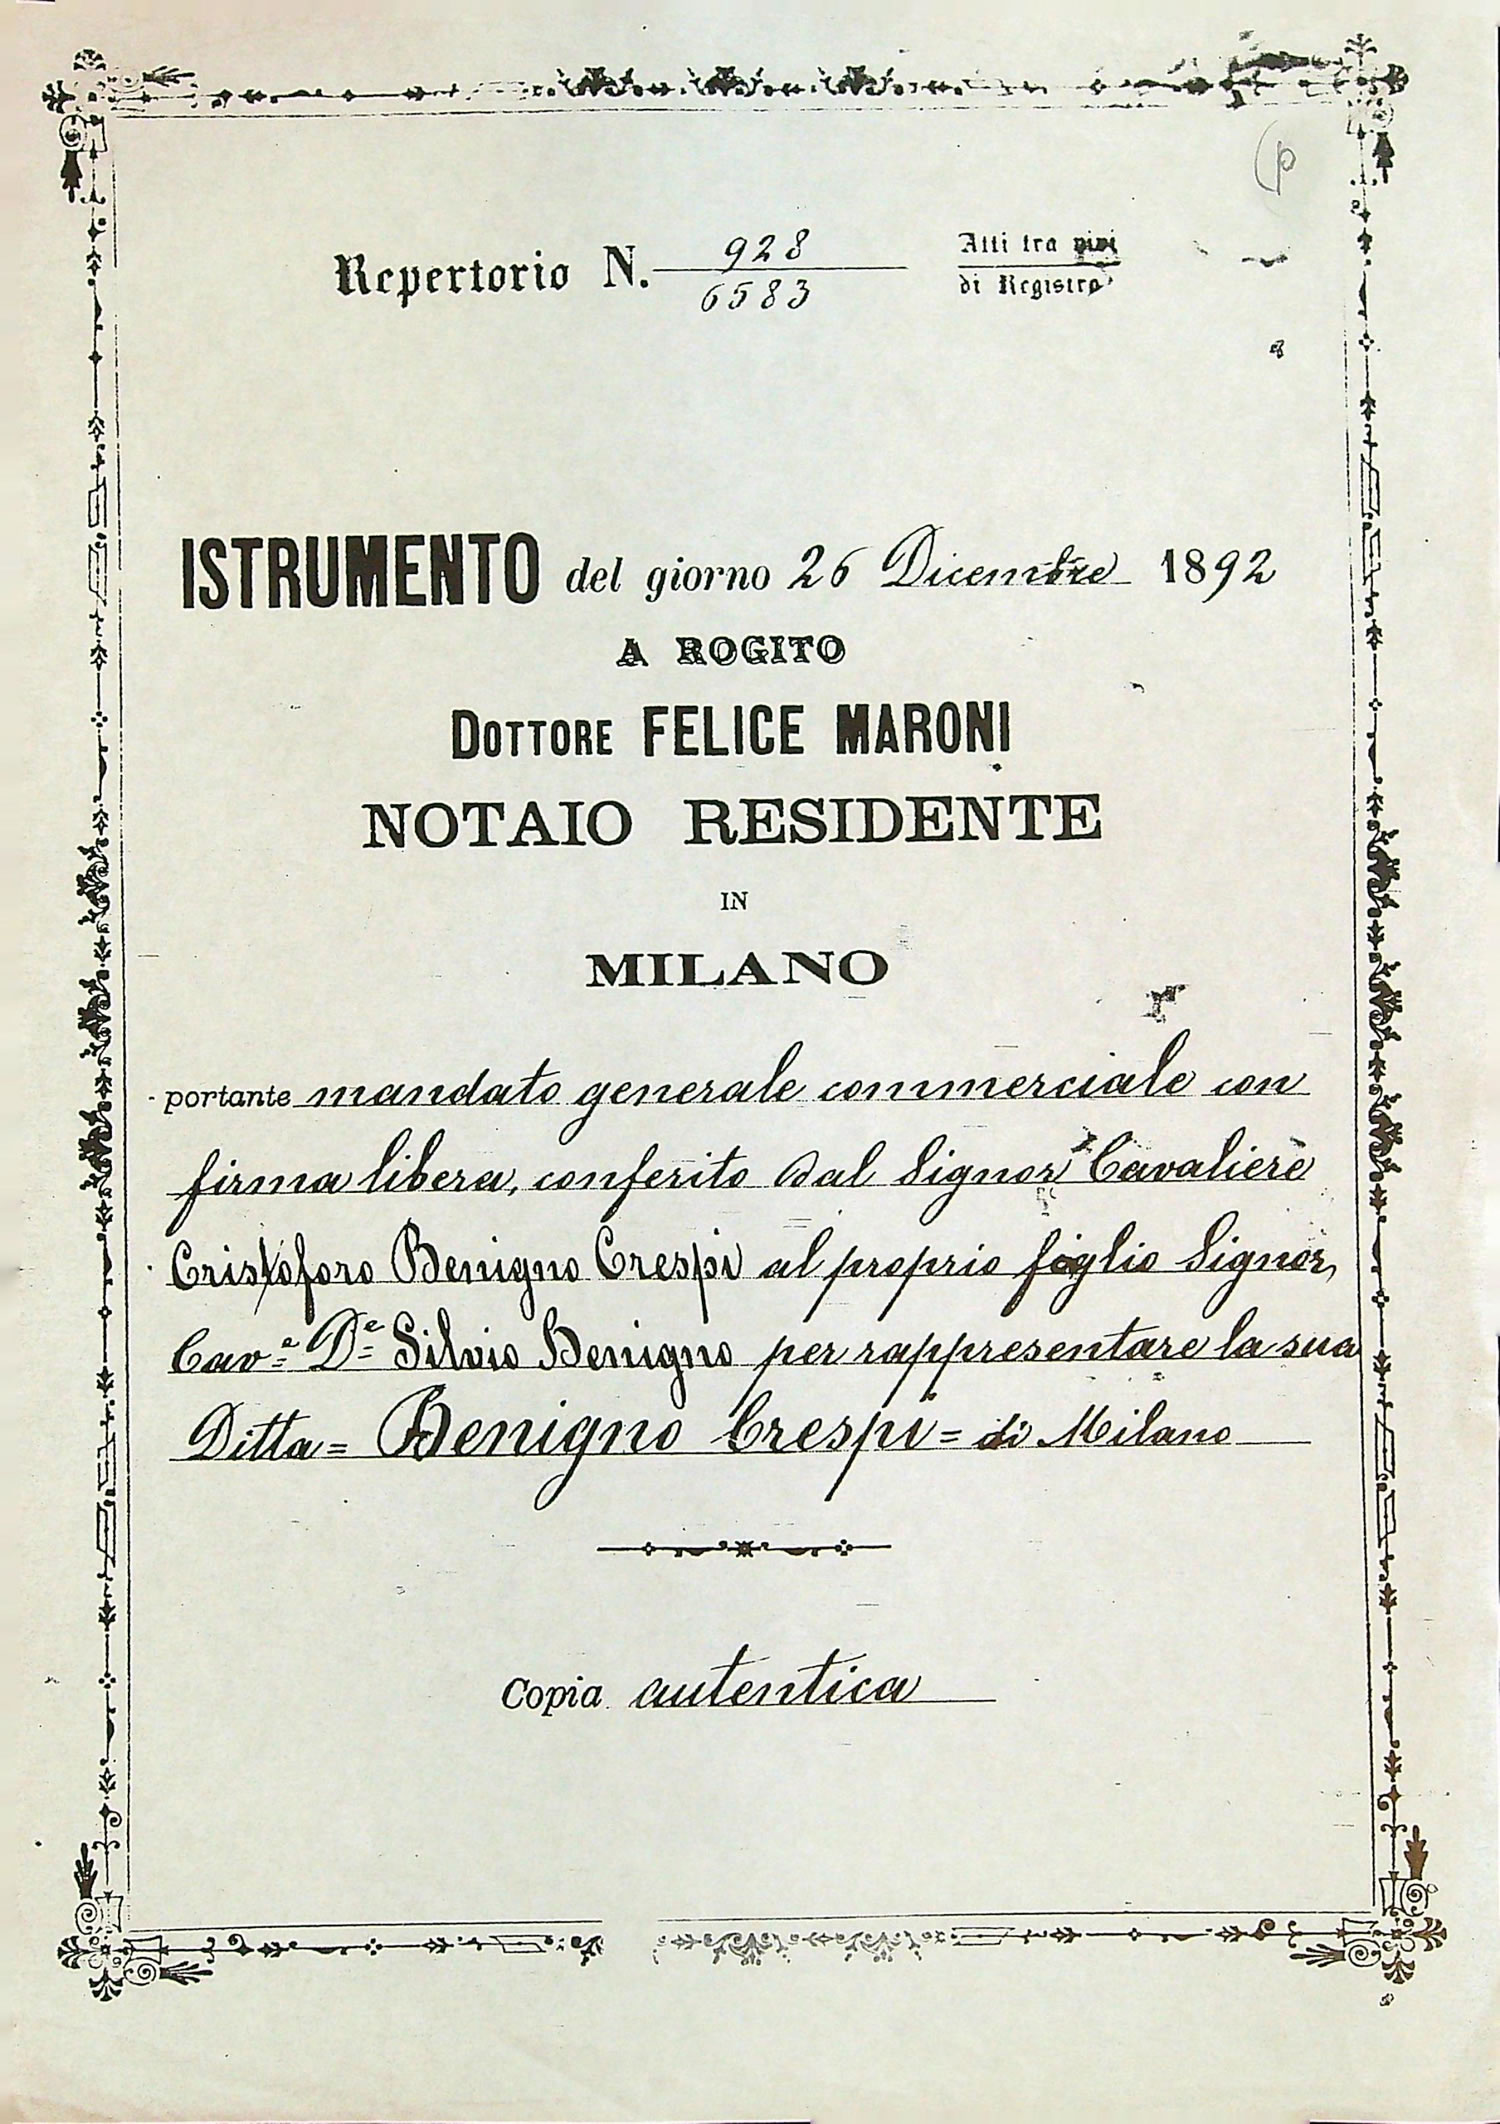 (p
Repertorio N. 928 Atti tra vivi
6583 di Registro
ISTRUMENTO del giorno 26 Dicembre 1892
A ROGITO
DOTTORE FELICE MARONI
NOTAIO RESIDENTE
IN
MILANO
portante mandato generale commerciale con
firma libera, conferito dal Signor Cavaliere
Cristoforo Benigno Crespi al proprio figlio Signor,
Cav.e D.e Silvio Benigno per rappresentare la sua
Ditta = Benigno Crespi = di Milano
Copia autentica